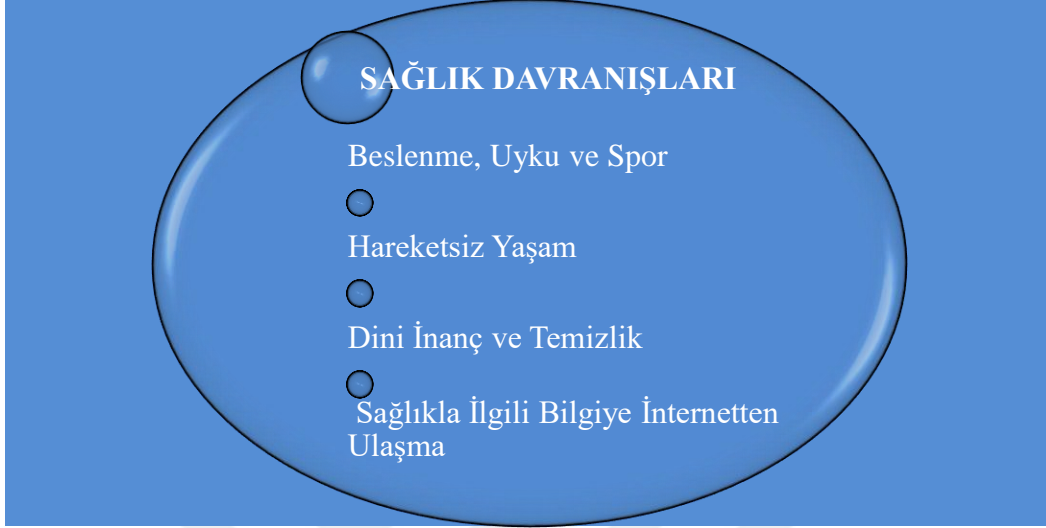 SAĞLIK DAVRANIŞLARI
Beslenme, Uyku ve Spor
Hareketsiz Yaşam
Dini İnanç ve Temizlik
Sağlıkla İlgili Bilgiye İnternetten
Ulaşma